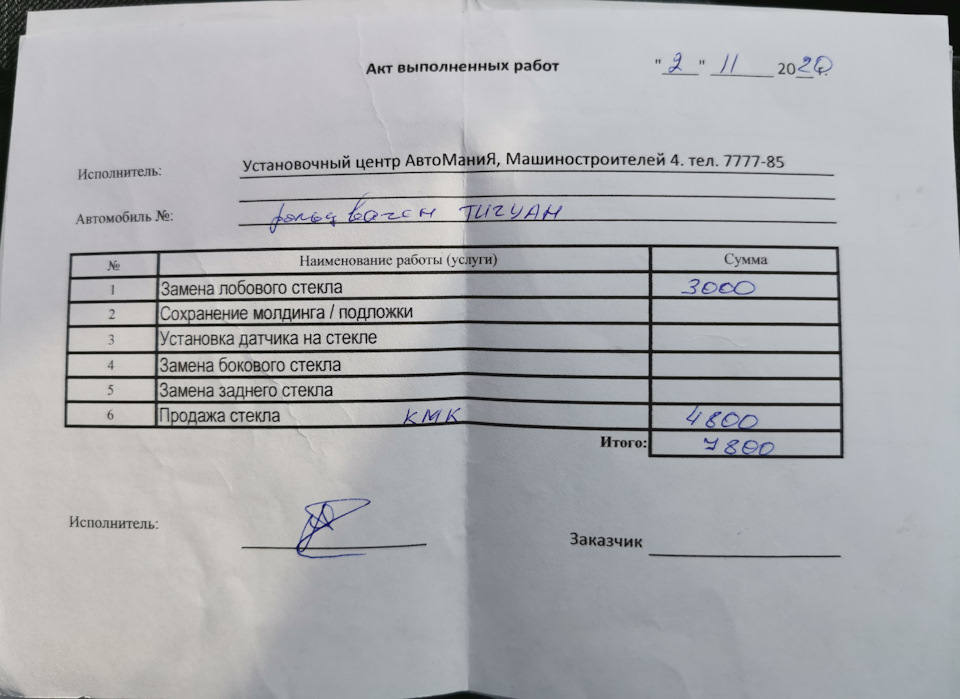 Акт выполненных работ "2" 11 2020г.
Исполнитель: Установочный центр АвтоМаниЯ, Машиностроителей 4. тел. 7777-85
Автомобиль №: фольцваген тигуан
№ Наименование работы (услуги) Сумма
1 Замена лобового стекла 3000
2 Сохранение молдинга / подложки
3 Установка датчика на стекле
4 Замена бокового стекла
5 Замена заднего стекла
6 Продажа стекла КМК 4800
Итого: 7800
Исполнитель:
Заказчик